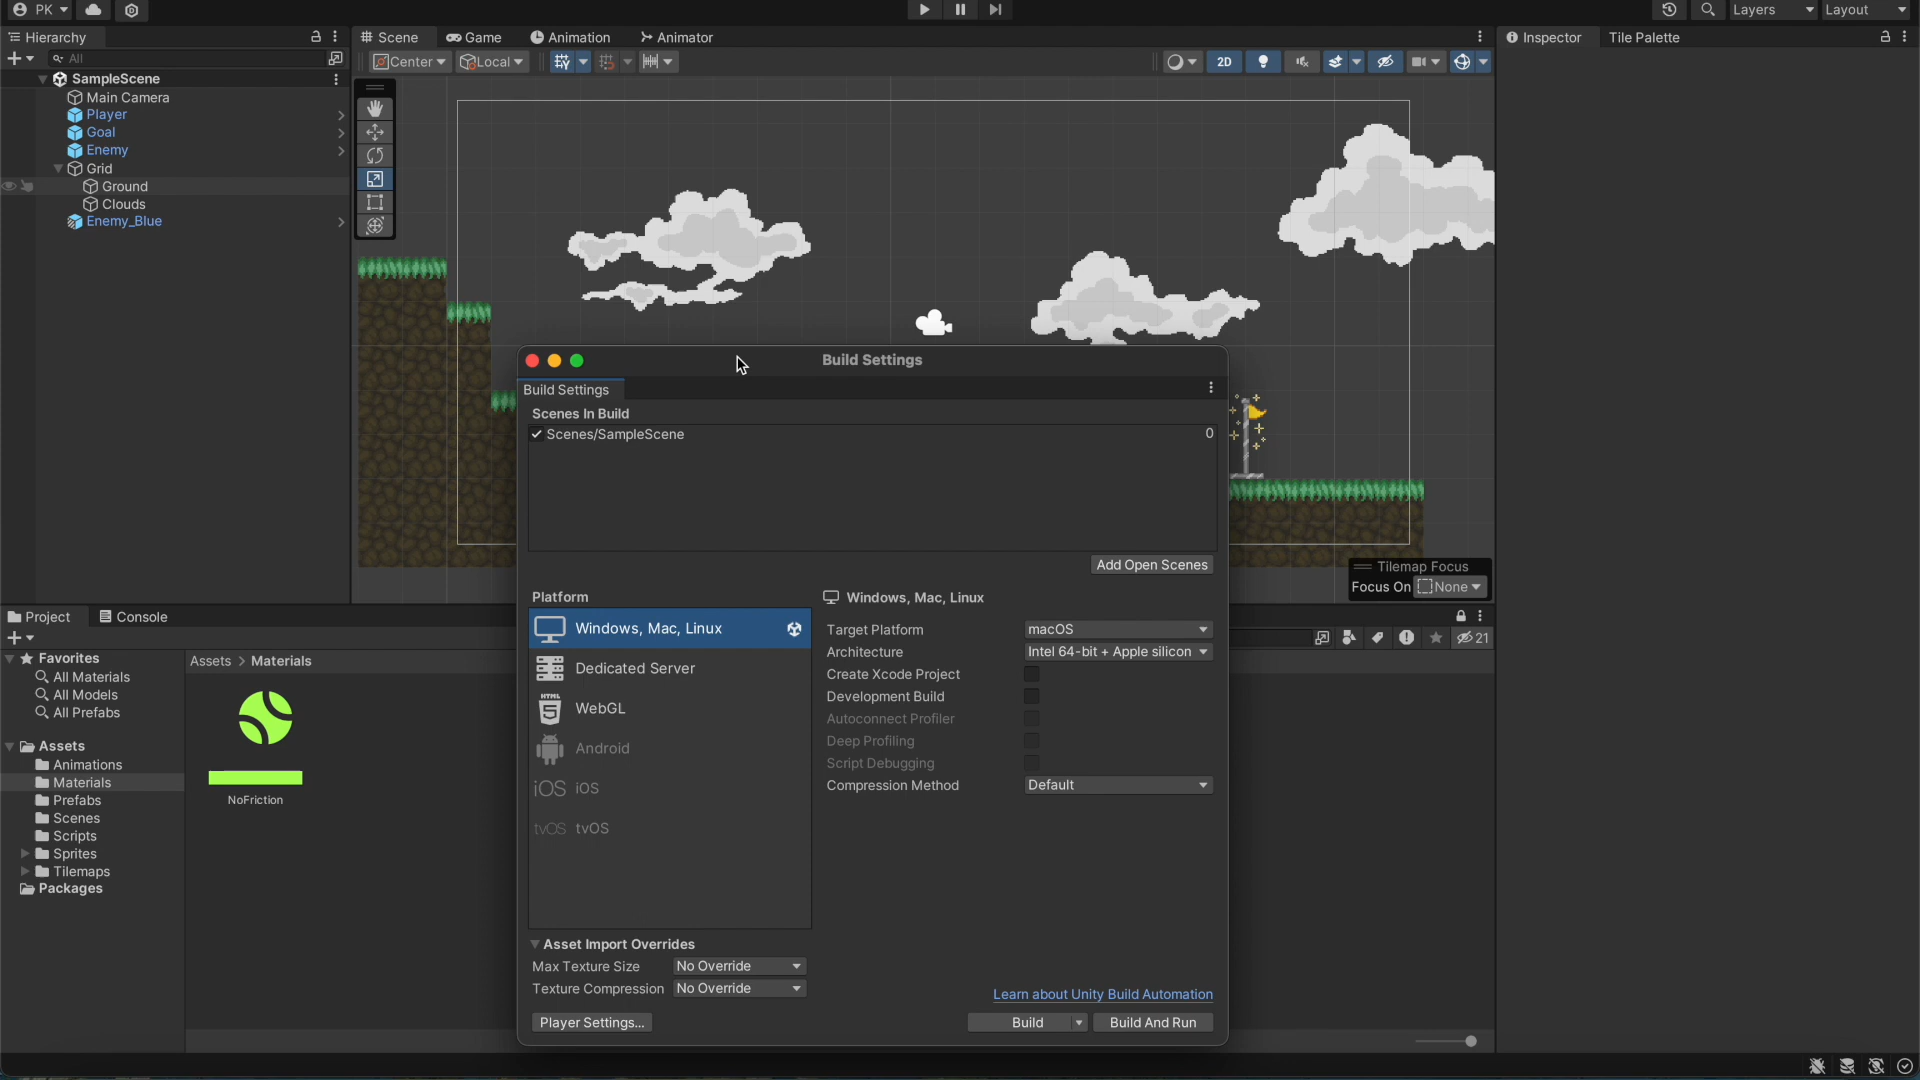 PK
Layers
Layout
Hierarchy
Scene
Game
Animation
Animator
Inspector
Tile Palette
All
Center
Local
2D
SampleScene
Main Camera
Player
Goal
Enemy
Grid
Ground
Clouds
Enemy_Blue
Build Settings
Build Settings
Scenes In Build
Scenes/SampleScene
0
Add Open Scenes
Tilemap Focus
Focus On
None
Platform
Windows, Mac, Linux
Dedicated Server
HTML
5
WebGL
Android
iOS
iOS
tvOS
tvOS
Windows, Mac, Linux
Target Platform
macOS
Architecture
Intel 64-bit + Apple silicon
Create Xcode Project
Development Build
Autoconnect Profiler
Deep Profiling
Script Debugging
Compression Method
Default
Asset Import Overrides
Max Texture Size
No Override
Texture Compression
No Override
Learn about Unity Build Automation
Player Settings...
Build
Build And Run
Project
Console
21
Favorites
All Materials
All Models
All Prefabs
Assets
Animations
Materials
Prefabs
Scenes
Scripts
Sprites
Tilemaps
Packages
Assets > Materials
NoFriction